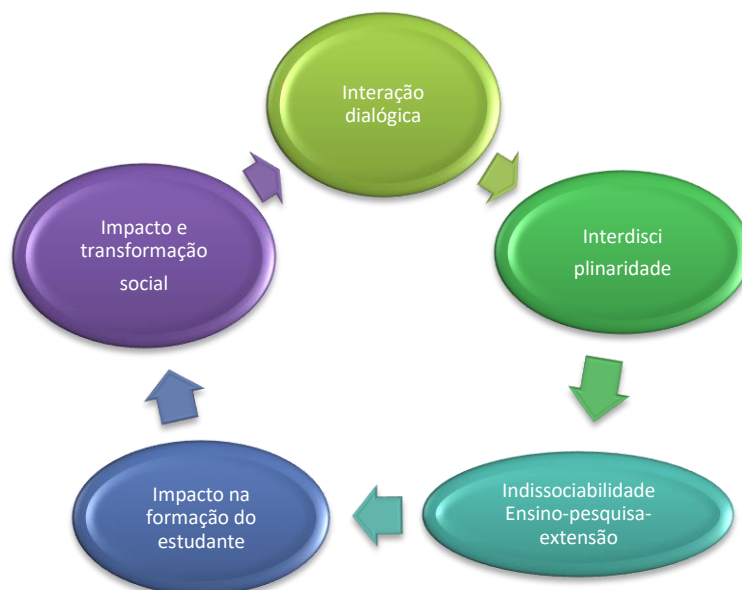 Interação
dialógica
Interdisci
plinaridade
Indissociabilidade
Ensino-pesquisa-
extensão
Impacto na
formação do
estudante
Impacto e
transformação
social